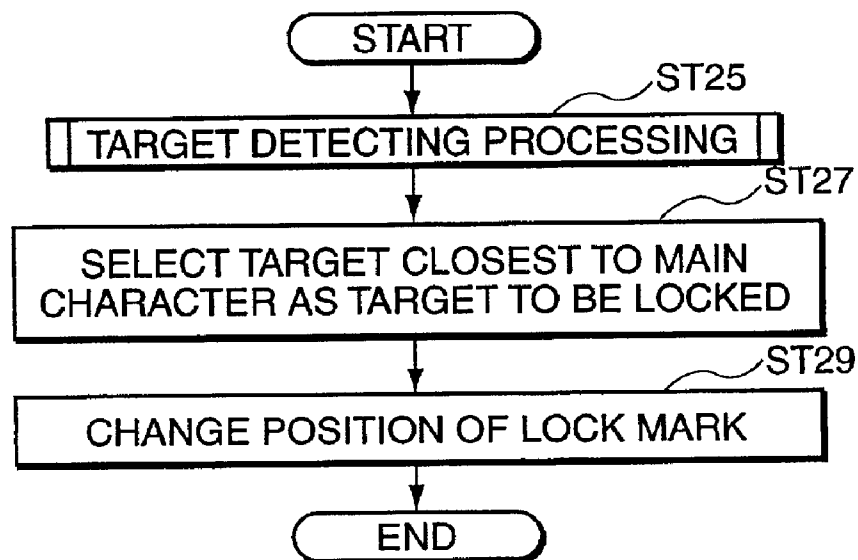 START
ST25
TARGET DETECTING PROCESSING
ST27
SELECT TARGET CLOSEST TO MAIN
CHARACTER AS TARGET TO BE LOCKED
ST29
CHANGE POSITION OF LOCK MARK
END